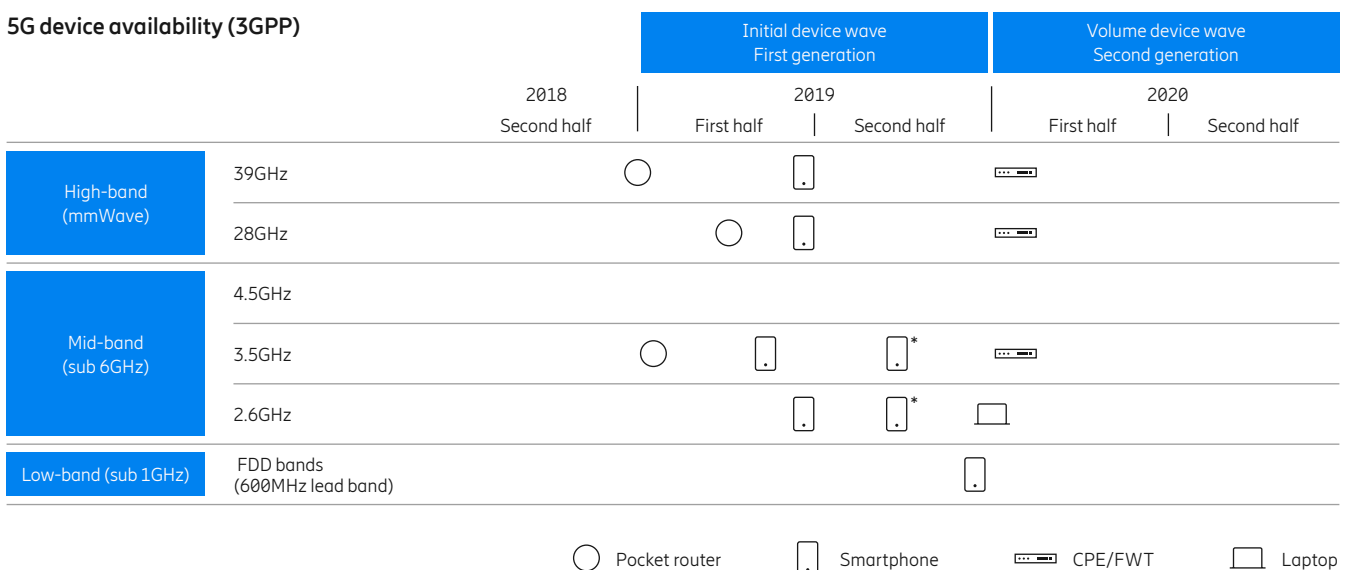 5G device availability (3GPP)
Initial device wave
First generation
Volume device wave
Second generation
2018
2019
2020
Second half
First half
Second half
First half
Second half
High-band
(mmWave)
39GHz
28GHz
Mid-band
(sub 6GHz)
4.5GHz
3.5GHz
*
2.6GHz
*
Low-band (sub 1GHz)
FDD bands
(600MHz lead band)
Pocket router
Smartphone
CPE/FWT
Laptop